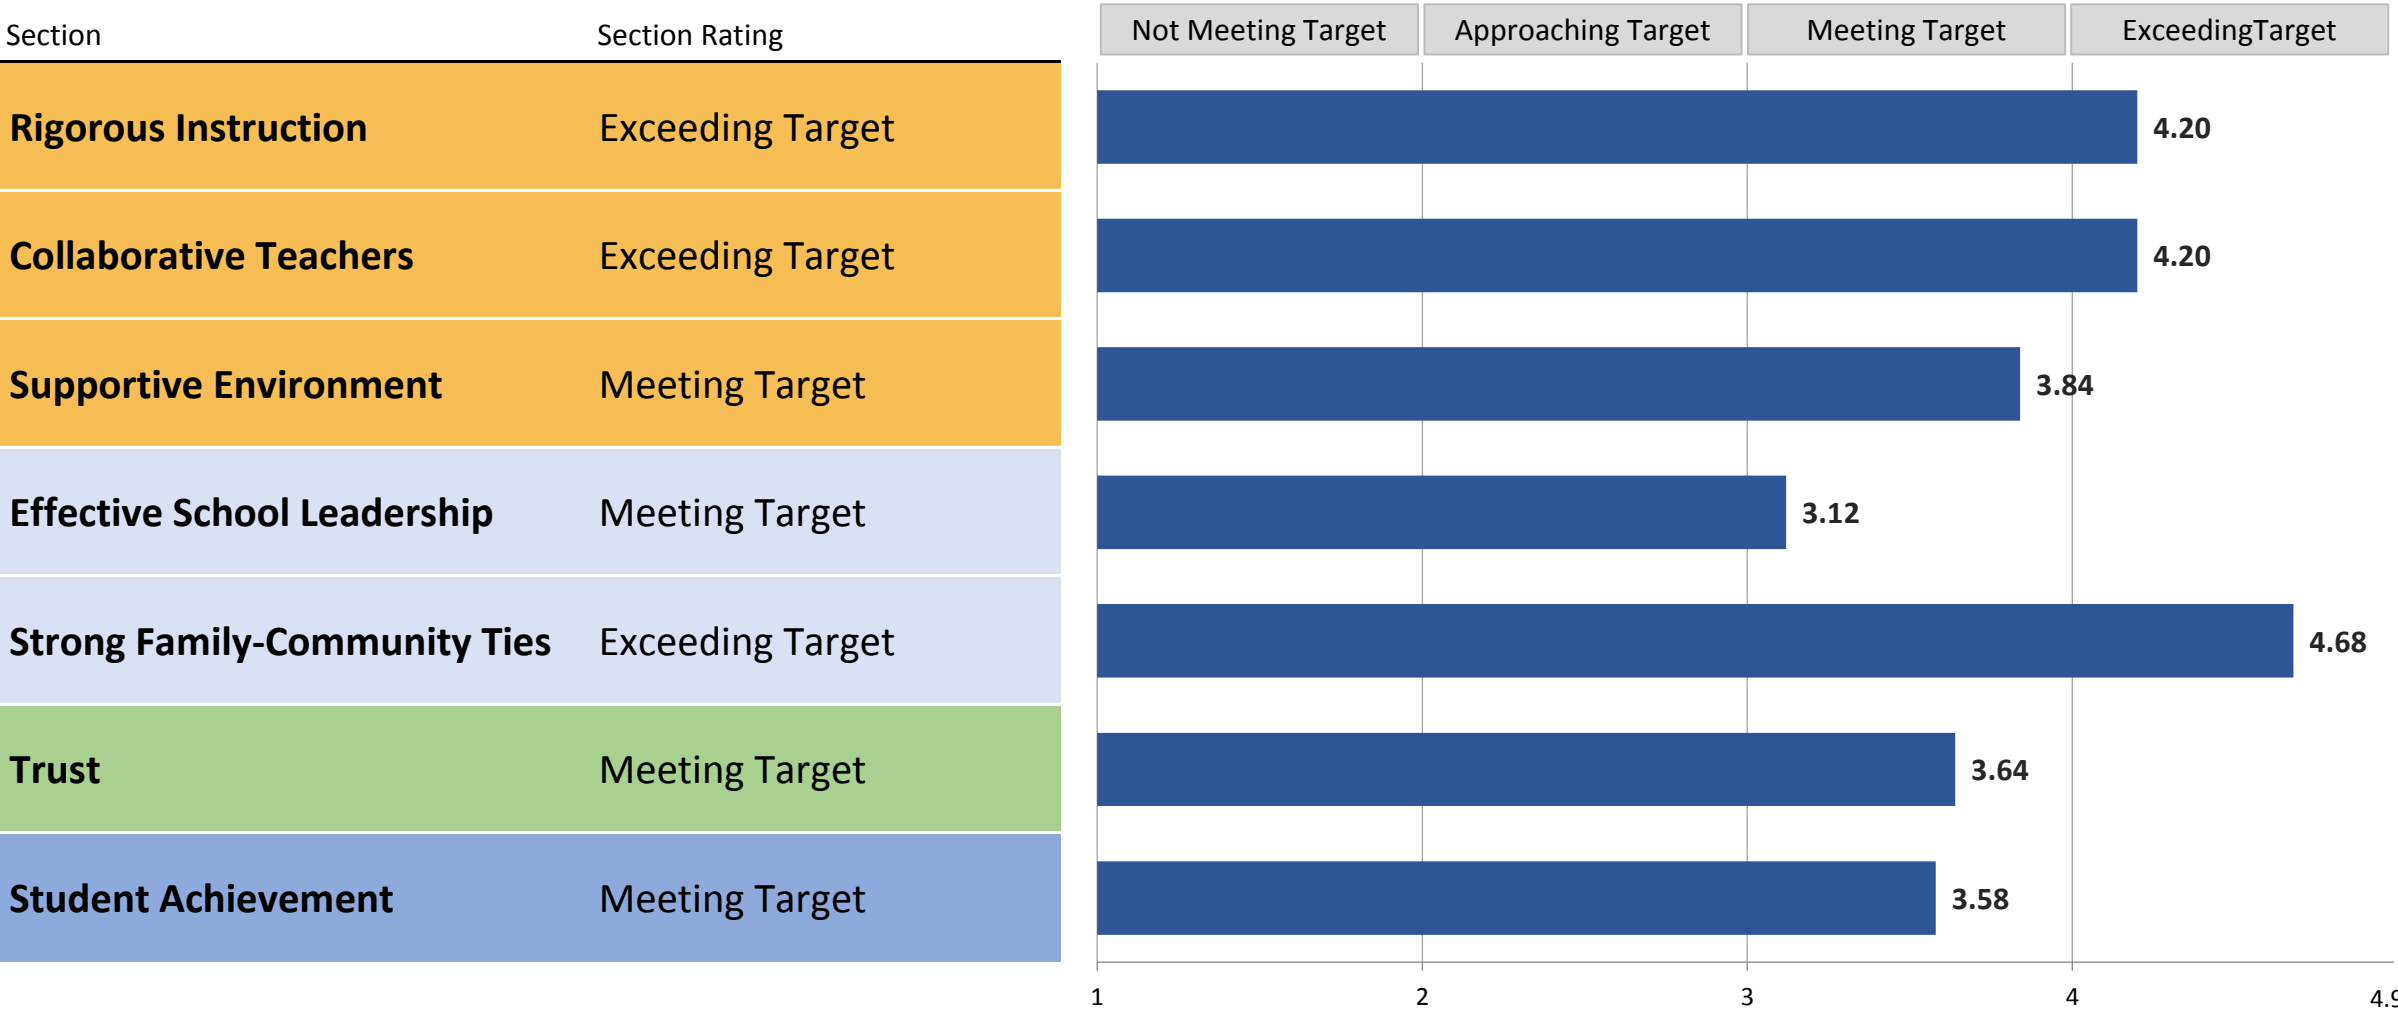 Section Section Rating Not Meeting Target Approaching Target Meeting Target ExceedingTarget
Rigorous Instruction Exceeding Target 4.20
Collaborative Teachers Exceeding Target 4.20
Supportive Environment Meeting Target 3.84
Effective School Leadership Meeting Target 3.12
Strong Family-Community Ties Exceeding Target 4.68
Trust Meeting Target 3.64
Student Achievement Meeting Target 3.58
1 2 3 4